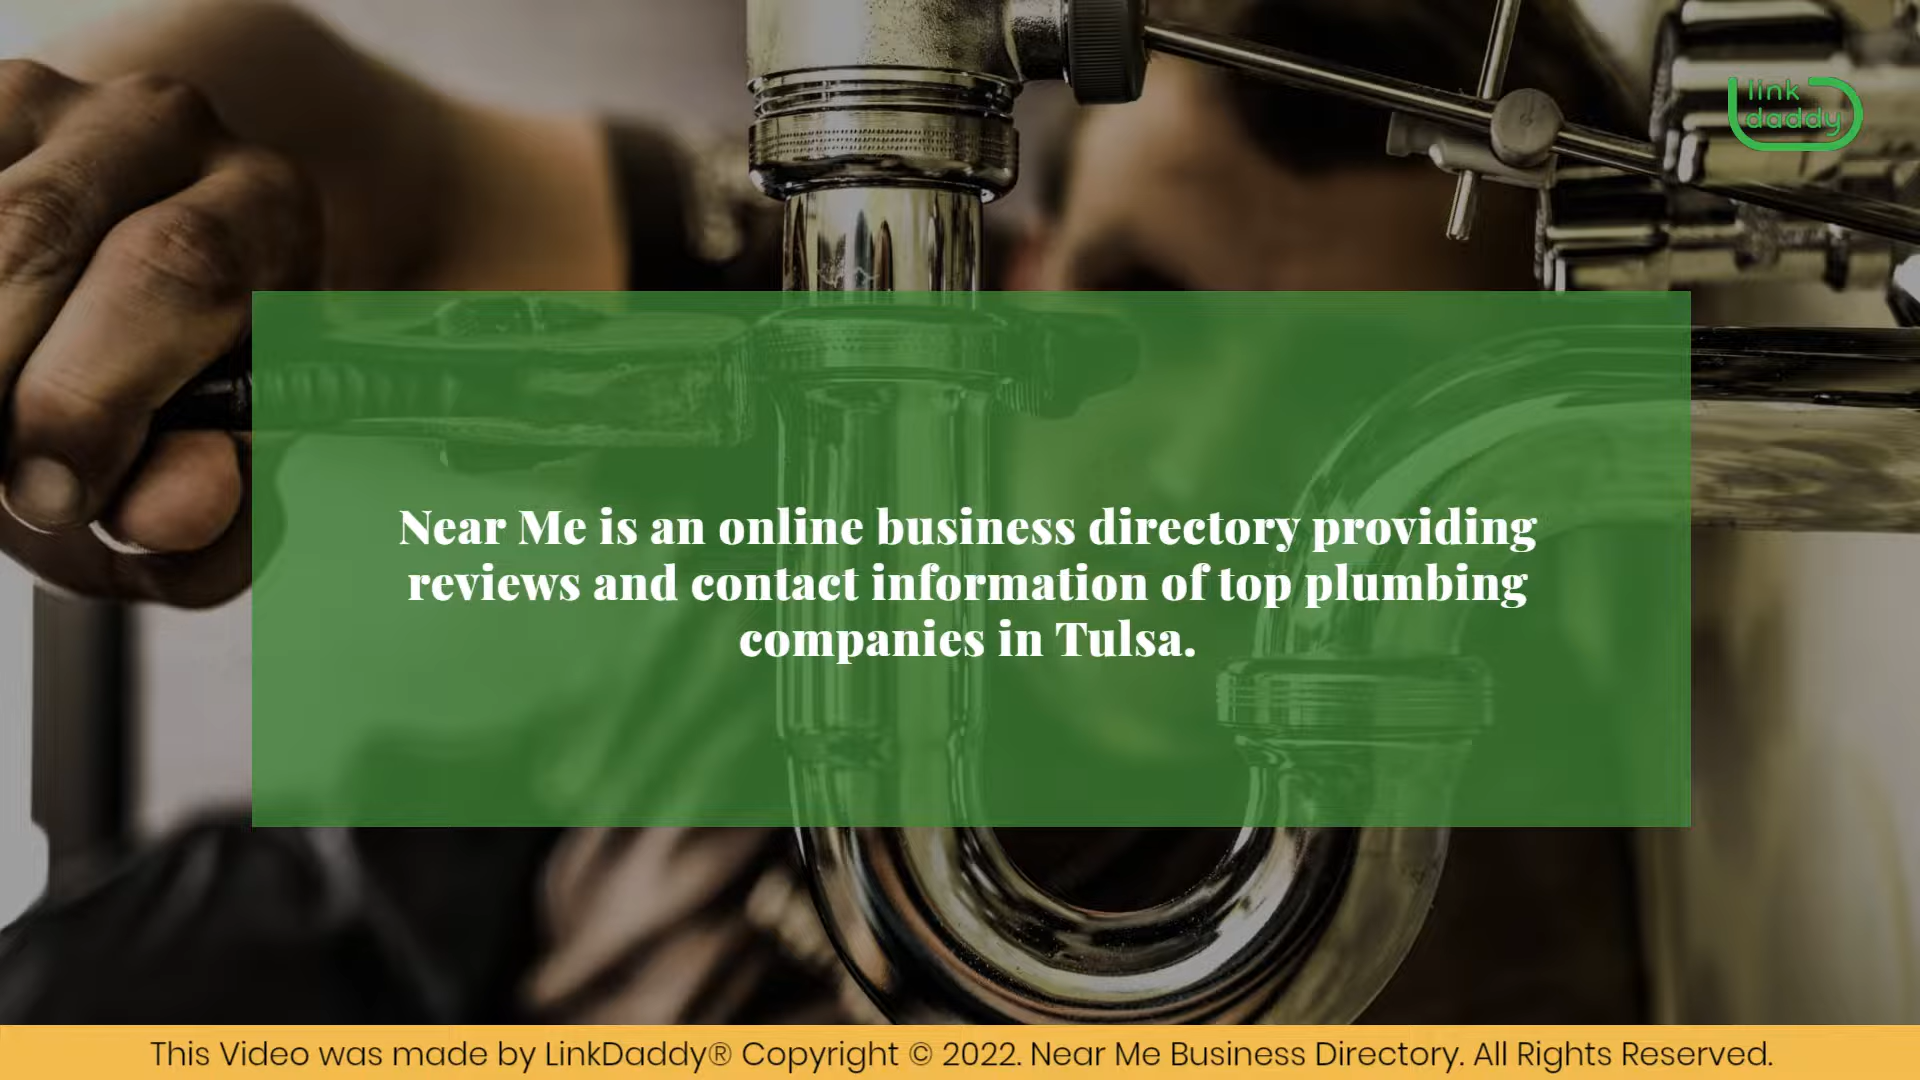 link
daddy
Near Me is an online business directory providing
reviews and contact information of top plumbing
companies in Tulsa.
This Video was made by LinkDaddy® Copyright © 2022. Near Me Business Directory. All Rights Reserved.